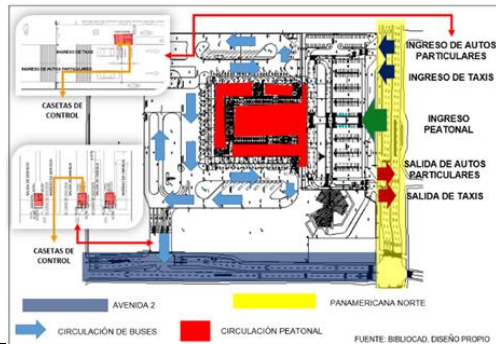 INGRESO DE TAXIS
INGRESO DE AUTOS PARTICULARES
CASETAS DE
CONTROL
CASETAS DE
CONTROL
INGRESO DE AUTOS
PARTICULARES
INGRESO DE TAXIS
INGRESO
PEATONAL
SALIDA DE AUTOS
PARTICULARES
SALIDA DE TAXIS
AVENIDA 2
PANAMERICANA NORTE
CIRCULACIÓN DE BUSES
CIRCULACIÓN PEATONAL
FUENTE: BIBLIOCAD, DISEÑO PROPIO